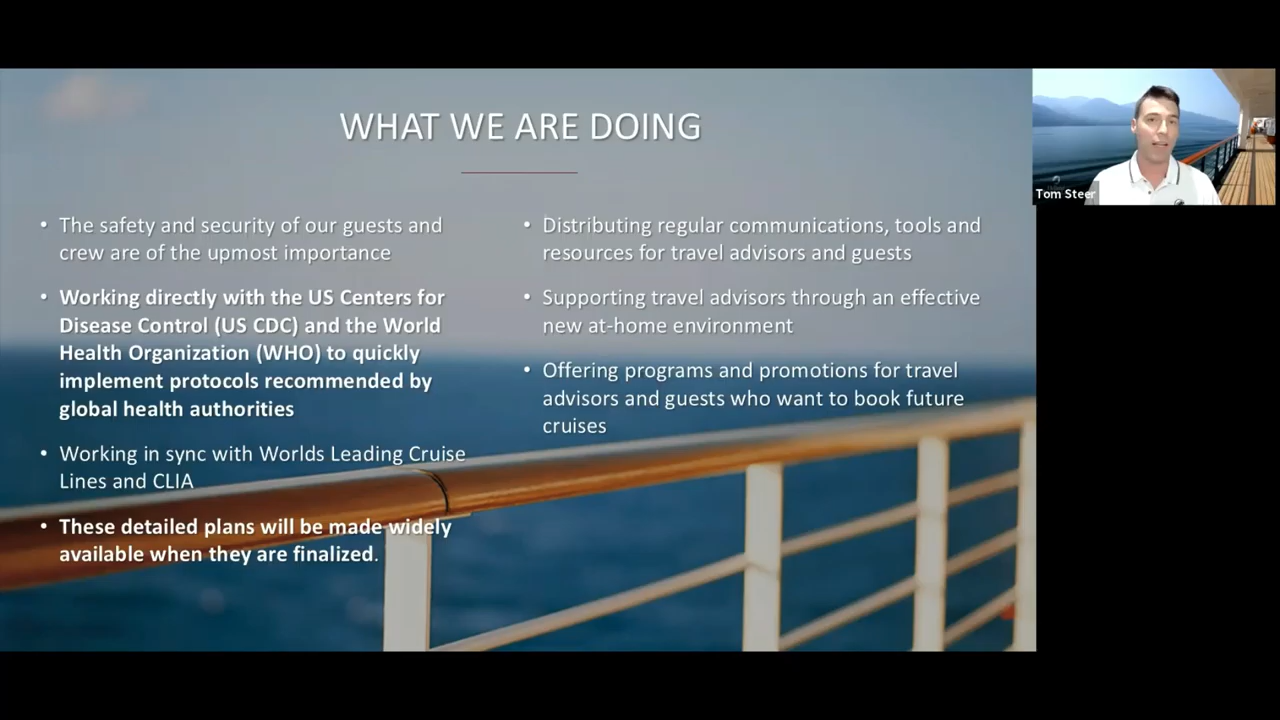 WHAT WE ARE DOING
• The safety and security of our guests and
crew are of the upmost importance
• Working directly with the US Centers for
Disease Control (US CDC) and the World
Health Organization (WHO) to quickly
implement protocols recommended by
global health authorities
• Working in sync with Worlds Leading Cruise
Lines and CLIA
• These detailed plans will be made widely
available when they are finalized.
• Distributing regular communications, tools and
resources for travel advisors and guests
• Supporting travel advisors through an effective
new at-home environment
• Offering programs and promotions for travel
advisors and guests who want to book future
cruises
Tom Steer